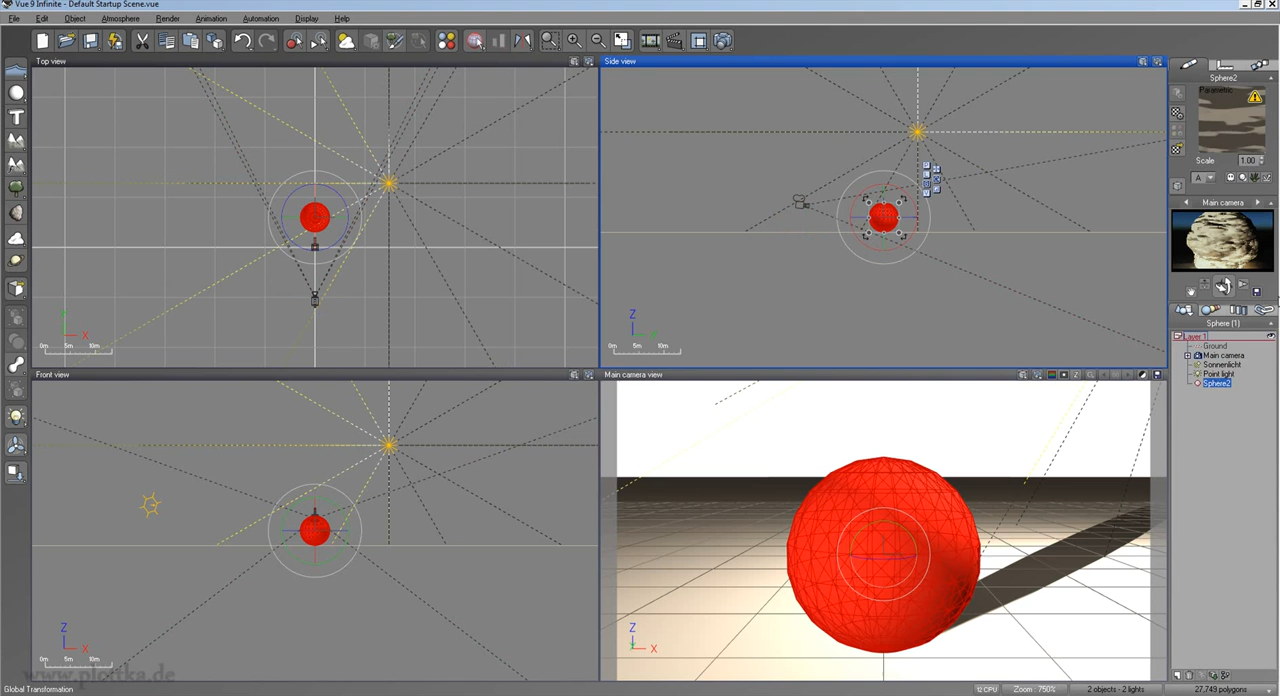 Vue 9 Infinite - Default Startup Scene.vue
File Edit Object Atmosphere Render Animation Automation Display Help
Top view
Side view
Sphere2
Parametric
Scale 1.00
A
Main camera
Y
X
0m 5m 10m
Z
Y
0m 5m 10m
Sphere (1)
Layer 1
Ground
Main camera
Sonnenlicht
Point light
Sphere2
Front view
Main camera view
Z
X
0m 5m 10m
Z
X
www.ploitka.de
Global Transformation
12 CPU
Zoom : 750%
2 objects - 2 lights
27,749 polygons